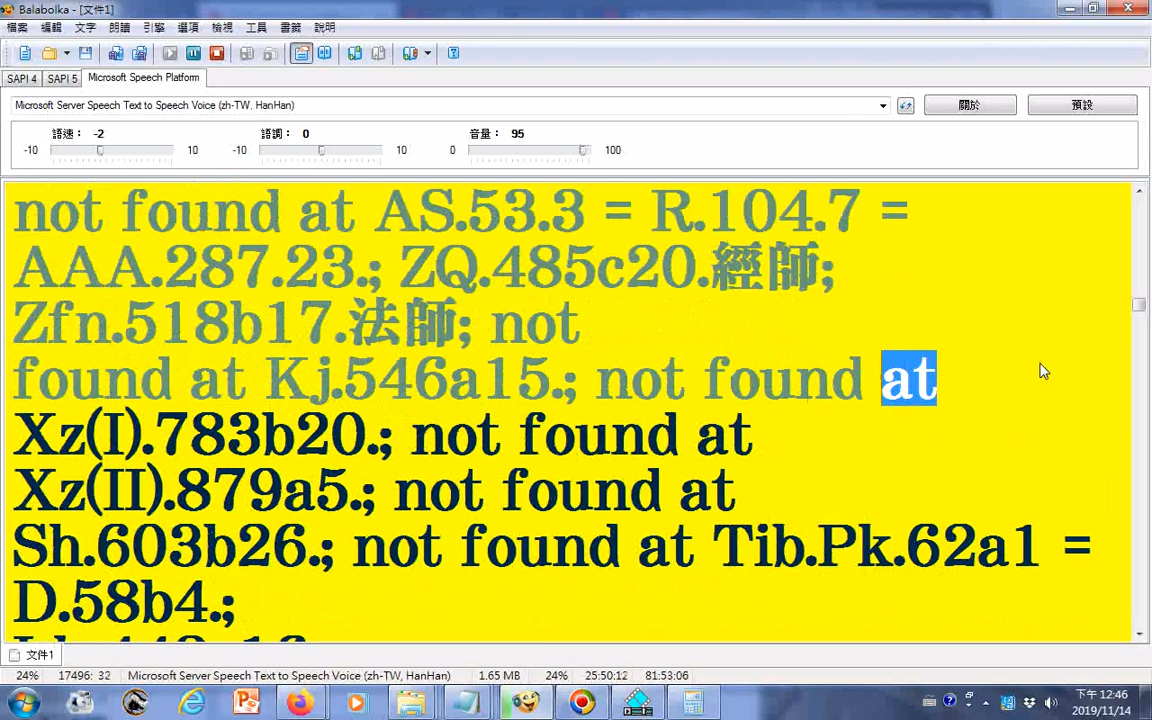 Balabolka - [文件1]
檔案 編輯 文字 朗讀 引擎 選項 檢視 工具 書籤 說明
SAPI 4 SAPI 5 Microsoft Speech Platform
Microsoft Server Speech Text to Speech Voice (zh-TW, HanHan) 關於 預設
語速： -2 語調： 0 音量： 95
-10 10 -10 10 0 100
not found at AS.53.3 = R.104.7 =
AAA.287.23.; ZQ.485c20.經師;
Zfn.518b17.法師; not
found at Kj.546a15.; not found at
Xz(I).783b20.; not found at
Xz(II).879a5.; not found at
Sh.603b26.; not found at Tib.Pk.62a1 =
D.58b4.;
文件1
24% 17496: 32 Microsoft Server Speech Text to Speech Voice (zh-TW, HanHan) 1.65 MB 24% 25:50:12 81:53:06
下午 12:46
2019/11/14